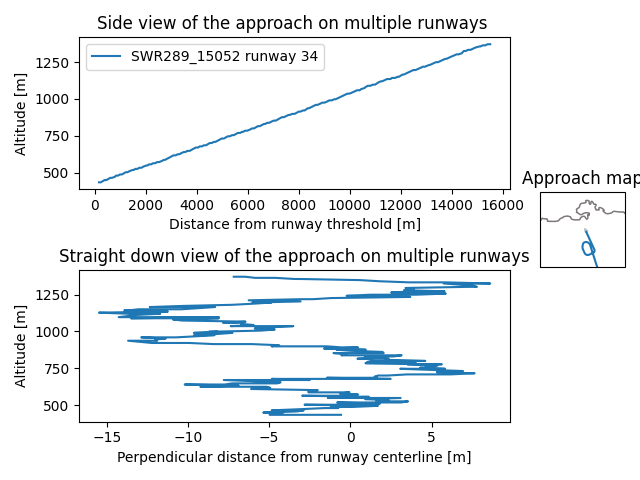 Side view of the approach on multiple runways
SWR289_15052 runway 34
Altitude [m]
1250
1000
750
500
0
2000
4000
6000
8000
10000
12000
14000
16000
Distance from runway threshold [m]
Approach map
Straight down view of the approach on multiple runways
Altitude [m]
1250
1000
750
500
−15
−10
−5
0
5
Perpendicular distance from runway centerline [m]